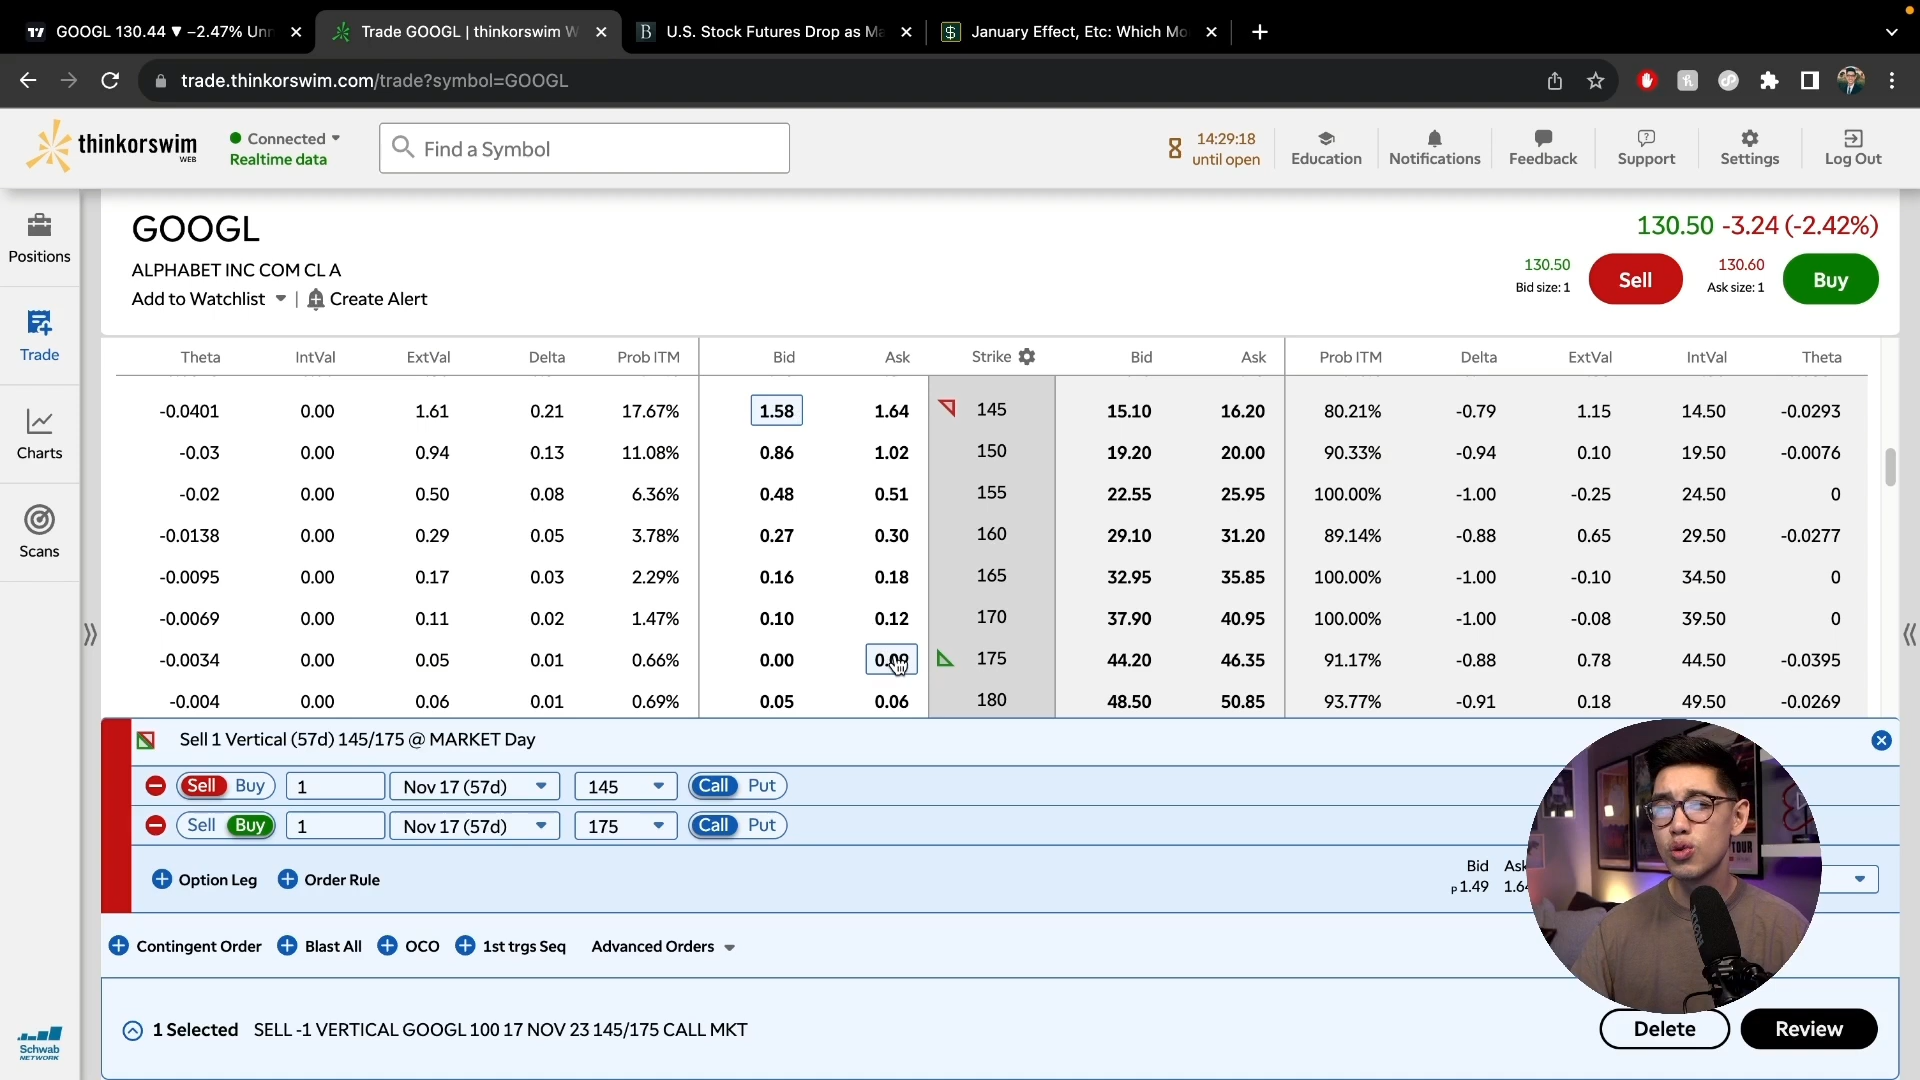 GOOGL 130.44 ▼ −2.47% Unn
Trade GOOGL | thinkorswim W
U.S. Stock Futures Drop as Ma
January Effect, Etc: Which Mo
trade.thinkorswim.com/trade?symbol=GOOGL
thinkorswim WEB
Connected
Realtime data
Find a Symbol
14:29:18
until open
Education
Notifications
Feedback
Support
Settings
Log Out
Positions
Trade
Charts
Scans
Schwab
NETWORK
GOOGL
130.50 -3.24 (-2.42%)
ALPHABET INC COM CL A
130.50
Bid size: 1
Sell
130.60
Ask size: 1
Buy
Add to Watchlist | Create Alert
Theta IntVal ExtVal Delta Prob ITM Bid Ask Strike Bid Ask Prob ITM Delta ExtVal IntVal Theta
-0.0401 0.00 1.61 0.21 17.67% 1.58 1.64 145 15.10 16.20 80.21% -0.79 1.15 14.50 -0.0293
-0.03 0.00 0.94 0.13 11.08% 0.86 1.02 150 19.20 20.00 90.33% -0.94 0.10 19.50 -0.0076
-0.02 0.00 0.50 0.08 6.36% 0.48 0.51 155 22.55 25.95 100.00% -1.00 -0.25 24.50 0
-0.0138 0.00 0.29 0.05 3.78% 0.27 0.30 160 29.10 31.20 89.14% -0.88 0.65 29.50 -0.0277
-0.0095 0.00 0.17 0.03 2.29% 0.16 0.18 165 32.95 35.85 100.00% -1.00 -0.10 34.50 0
-0.0069 0.00 0.11 0.02 1.47% 0.10 0.12 170 37.90 40.95 100.00% -1.00 -0.08 39.50 0
-0.0034 0.00 0.05 0.01 0.66% 0.00 175 44.20 46.35 91.17% -0.88 0.78 44.50 -0.0395
-0.004 0.00 0.06 0.01 0.69% 0.05 0.06 180 48.50 50.85 93.77% -0.91 0.18 49.50 -0.0269
Sell 1 Vertical (57d) 145/175 @ MARKET Day
Sell Buy 1 Nov 17 (57d) 145 Call Put
Sell Buy 1 Nov 17 (57d) 175 Call Put
Option Leg Order Rule
Bid Ask
p 1.49 1.64
Contingent Order Blast All OCO 1st trgs Seq Advanced Orders
1 Selected SELL -1 VERTICAL GOOGL 100 17 NOV 23 145/175 CALL MKT
Delete Review